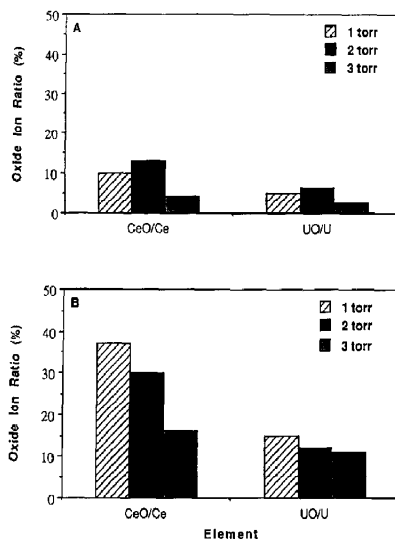 A
50
40
30
20
10
0
Oxide Ion Ratio (%)
1 torr
2 torr
3 torr
CeO/Ce
UO/U
B
50
40
30
20
10
0
Oxide Ion Ratio (%)
1 torr
2 torr
3 torr
CeO/Ce
UO/U
Element